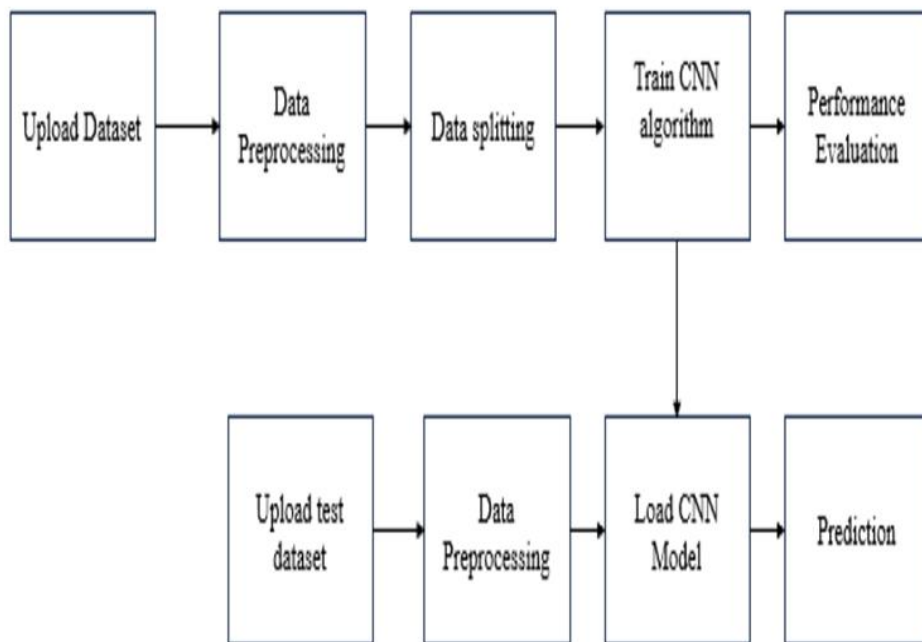 Upload Dataset
Data
Preprocessing
Data splitting
Train CNN
algorithm
Performance
Evaluation
Upload test
dataset
Data
Preprocessing
Load CNN
Model
Prediction